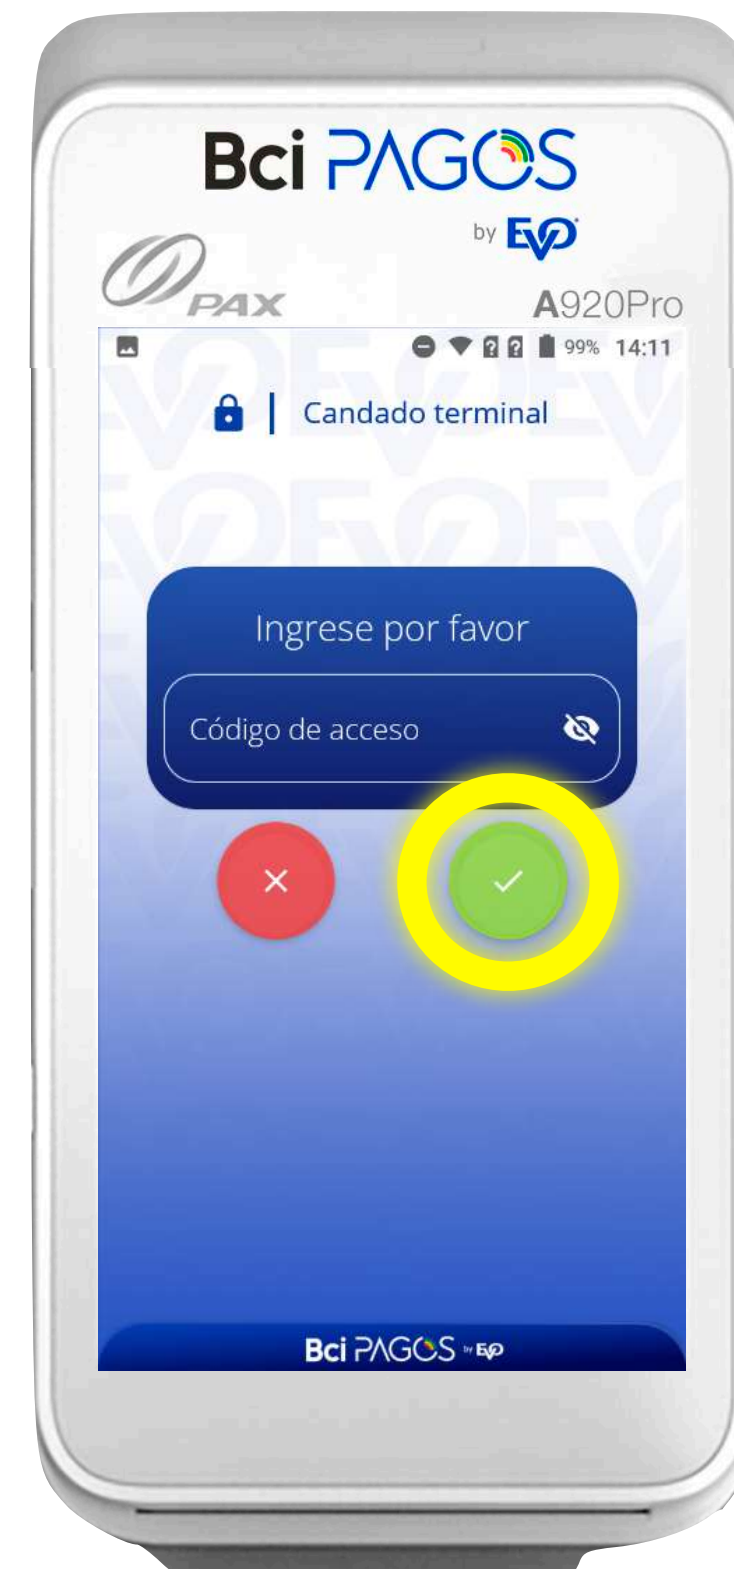 Bci PAGOS
by EVO
PAX
A920Pro
99% 14:11
Candado terminal
Ingrese por favor
Código de acceso
Bci PAGOS by EVO